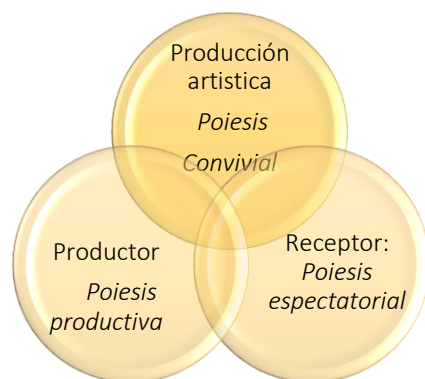 Producción
artistica
Poiesis
Convivial
Productor
Poiesis
productiva
Receptor:
Poiesis
espectatorial